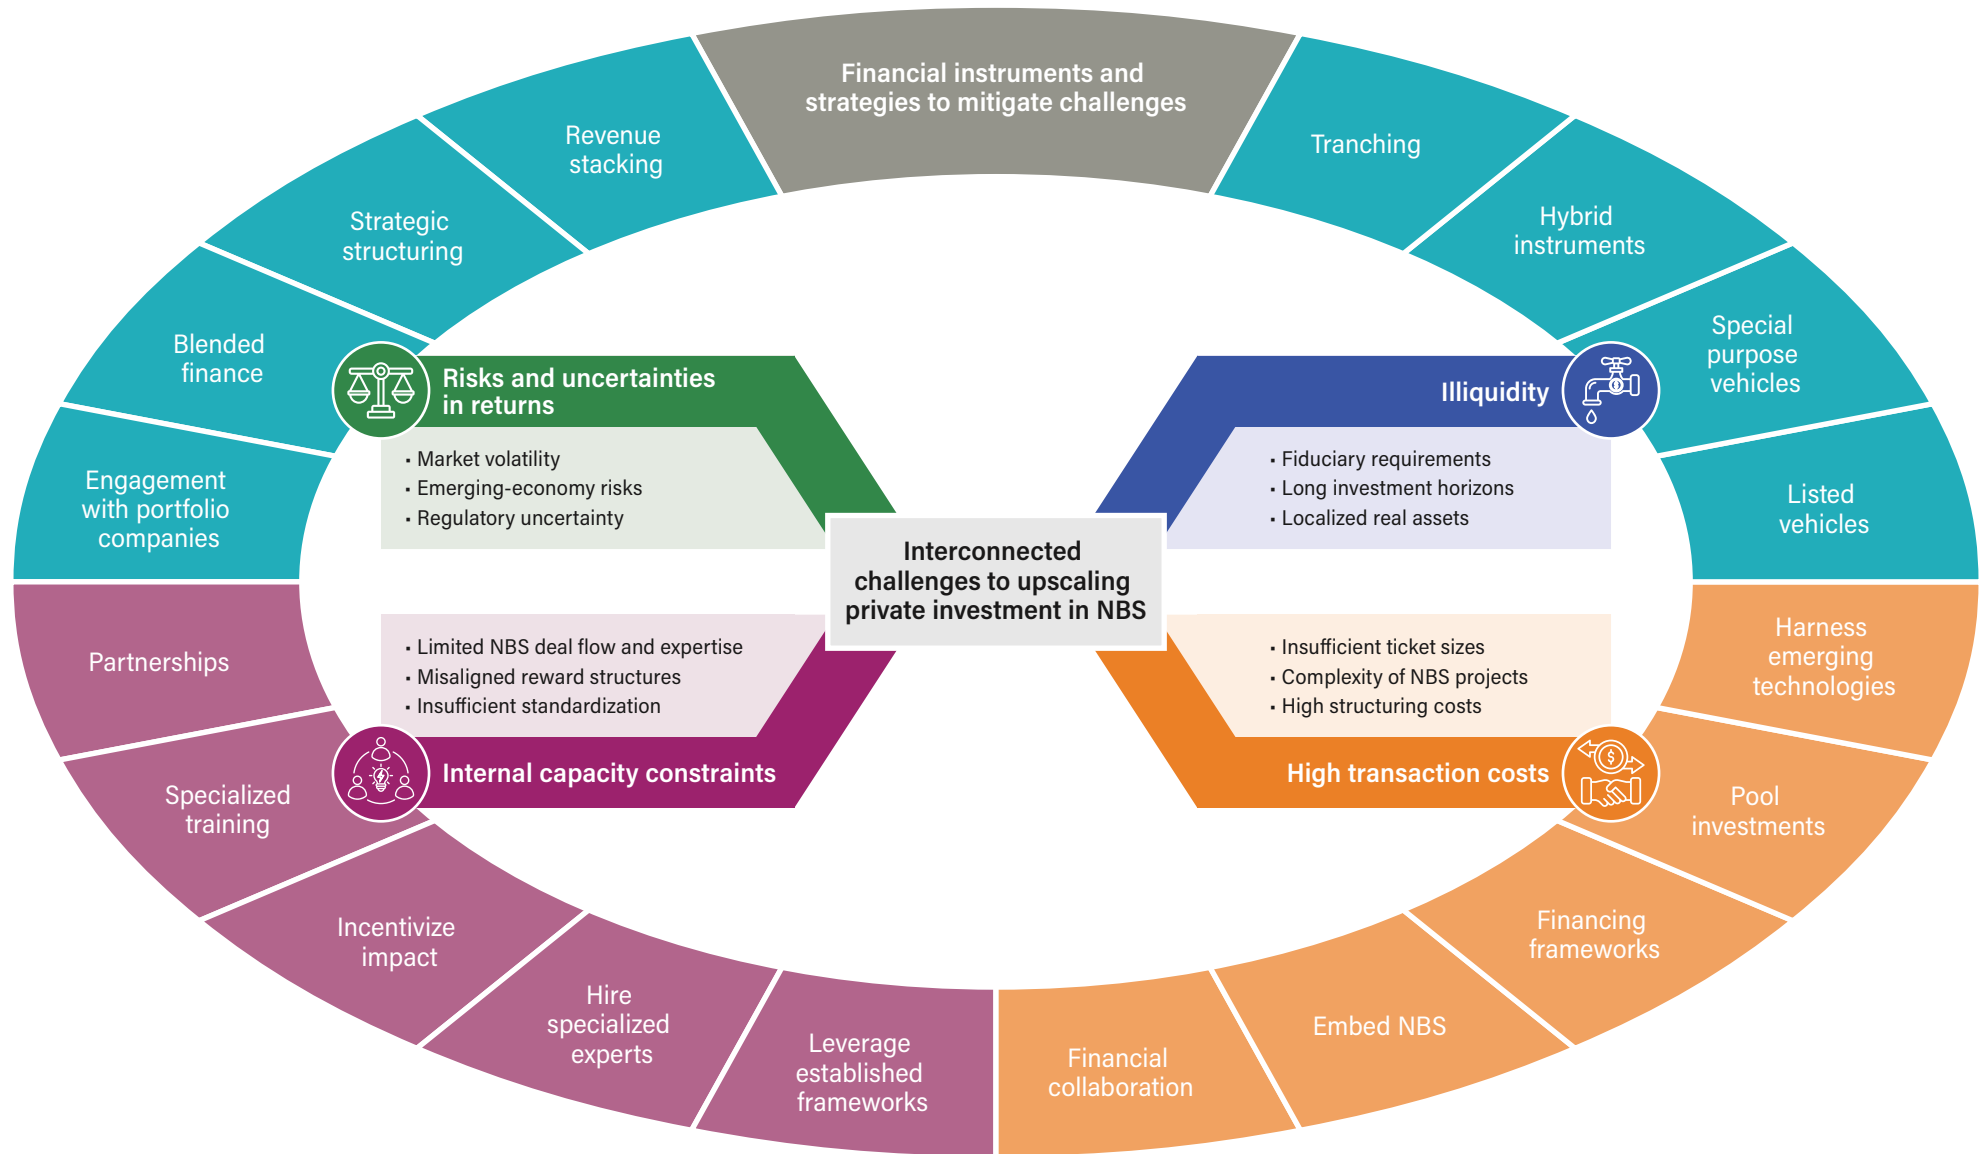 Financial instruments and
strategies to mitigate challenges
Tranching
Hybrid
instruments
Special
purpose
vehicles
Listed
vehicles
Harness
emerging
technologies
Pool
investments
Financing
frameworks
Embed NBS
Financial
collaboration
Leverage
established
frameworks
Hire
specialized
experts
Incentivize
impact
Specialized
training
Partnerships
Engagement
with portfolio
companies
Blended
finance
Strategic
structuring
Revenue
stacking
Risks and uncertainties
in returns
· Market volatility
· Emerging-economy risks
· Regulatory uncertainty
Illiquidity
$
· Fiduciary requirements
· Long investment horizons
· Localized real assets
Interconnected
challenges to upscaling
private investment in NBS
· Limited NBS deal flow and expertise
· Misaligned reward structures
· Insufficient standardization
Internal capacity constraints
· Insufficient ticket sizes
· Complexity of NBS projects
· High structuring costs
High transaction costs
$